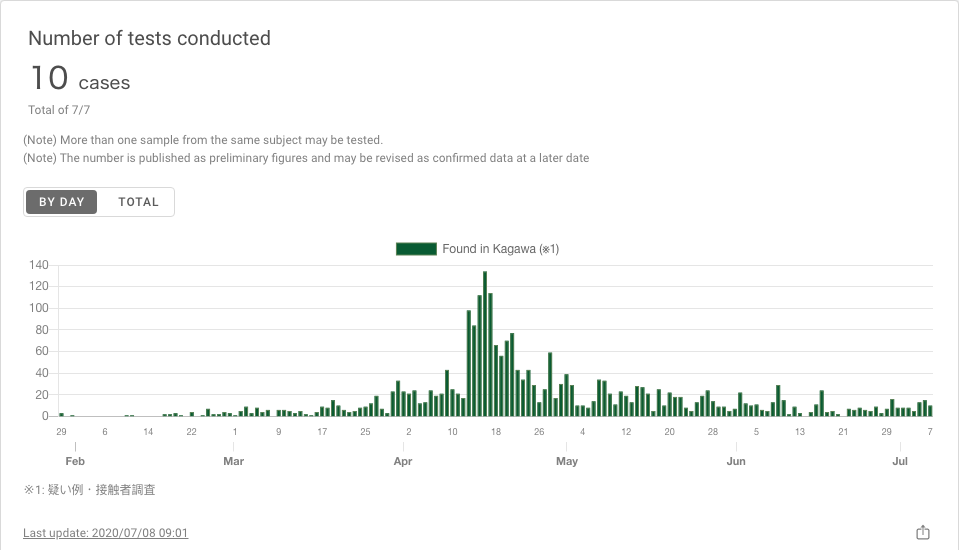 Number of tests conducted
10 cases
Total of 7/7
(Note) More than one sample from the same subject may be tested.
(Note) The number is published as preliminary figures and may be revised as confirmed data at a later date
BY DAY TOTAL
Found in Kagawa (※1)
140
120
100
80
60
40
20
0
29 6 14 22 1 9 17 25 2 10 18 26 4 12 20 28 5 13 21 29 7
Feb Mar Apr May Jun Jul
※1: 疑い例・接触者調査
Last update: 2020/07/08 09:01